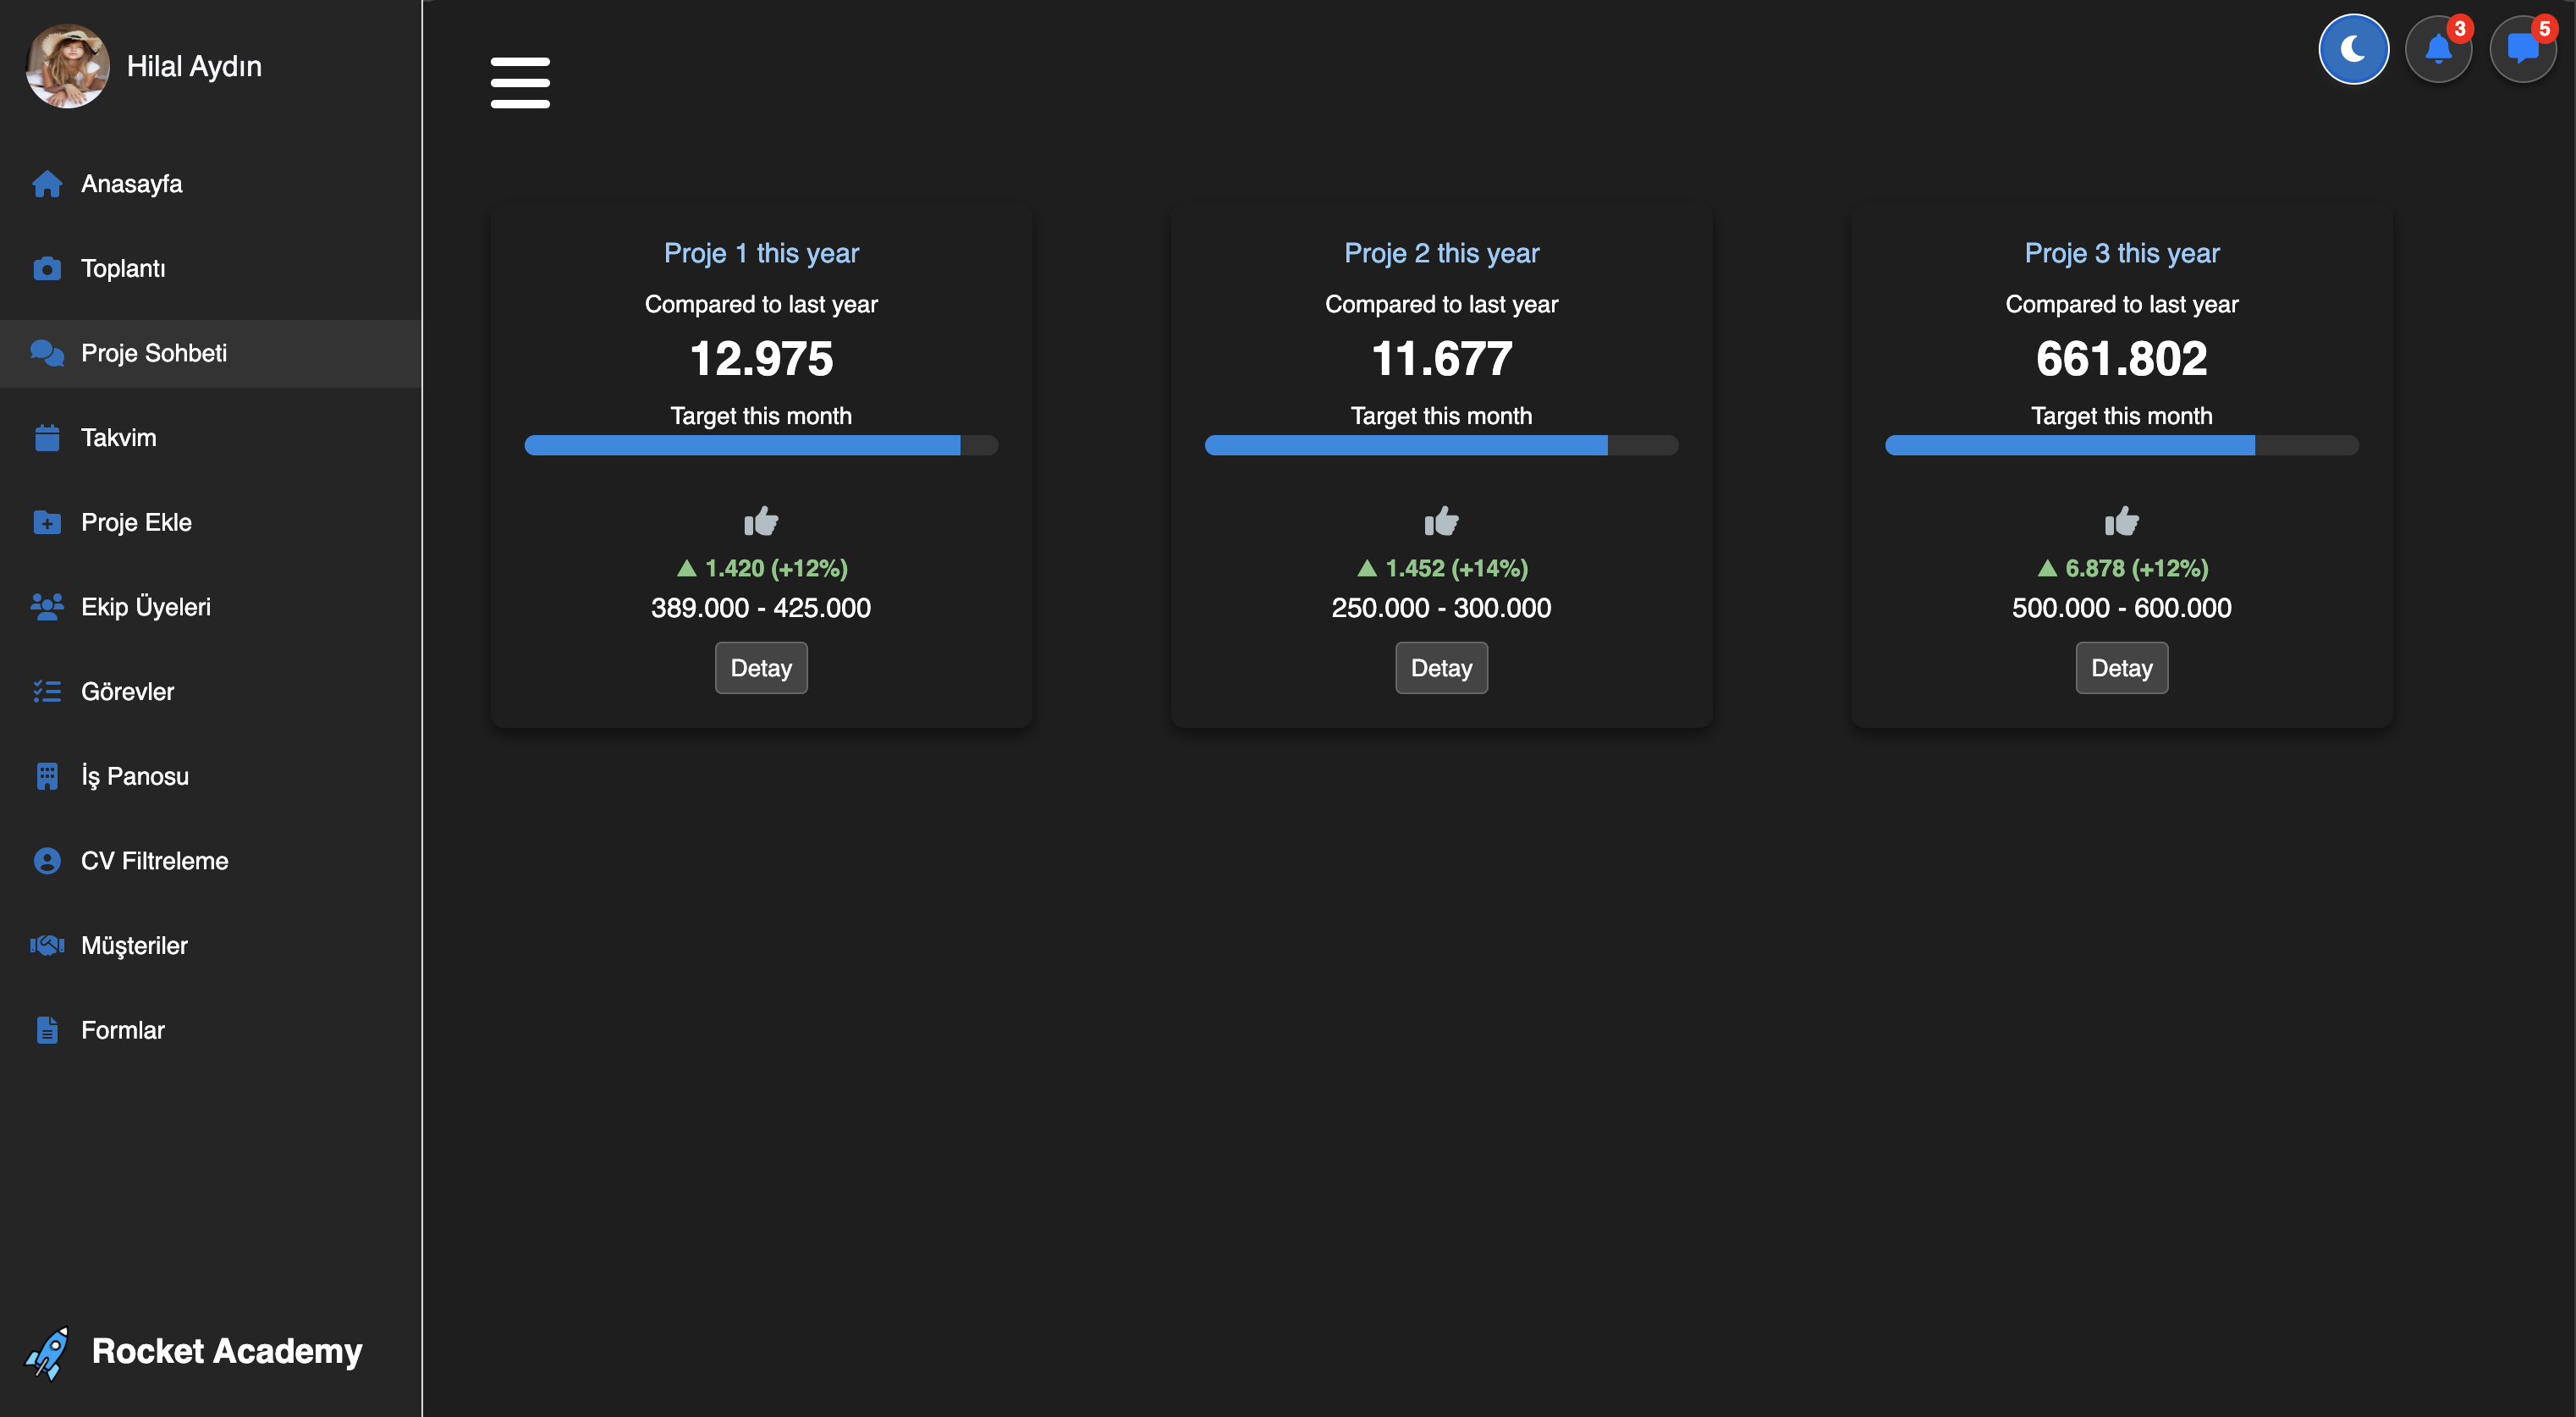 Hilal Aydın
Anasayfa
Toplantı
Proje Sohbeti
Takvim
Proje Ekle
Ekip Üyeleri
Görevler
İş Panosu
CV Filtreleme
Müşteriler
Formlar
Rocket Academy
3
5
Proje 1 this year
Compared to last year
12.975
Target this month
▲ 1.420 (+12%)
389.000 - 425.000
Detay
Proje 2 this year
Compared to last year
11.677
Target this month
▲ 1.452 (+14%)
250.000 - 300.000
Detay
Proje 3 this year
Compared to last year
661.802
Target this month
▲ 6.878 (+12%)
500.000 - 600.000
Detay